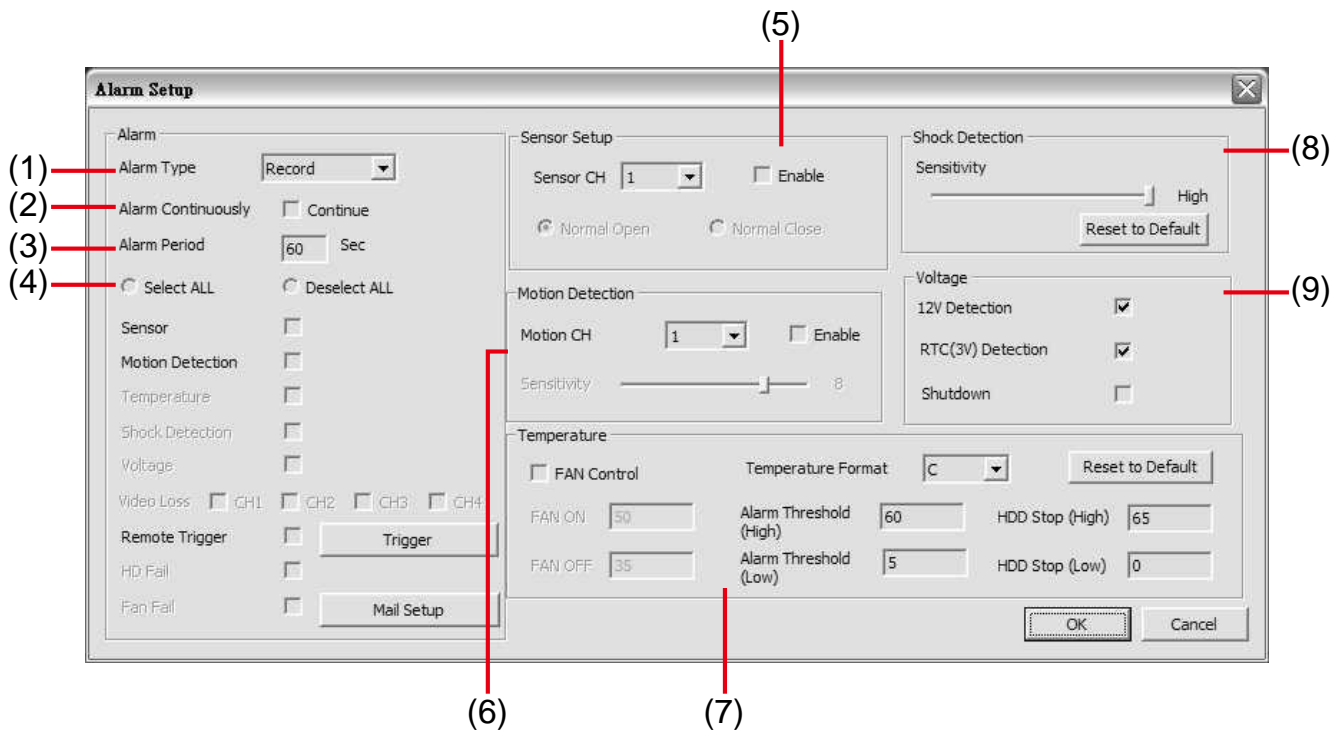 (5)
Alarm Setup
Alarm
(1)
Alarm Type
Record
(2)
Alarm Continuously
Continue
(3)
Alarm Period
60
Sec
(4)
Select ALL
Deselect ALL
Sensor
Motion Detection
Temperature
Shock Detection
Voltage
Video Loss CH1 CH2 CH3 CH4
Remote Trigger
Trigger
HD Fail
Fan Fail
Mail Setup
Sensor Setup
Sensor CH
1
Enable
Normal Open
Normal Close
Motion Detection
Motion CH
1
Enable
Sensitivity
8
(6)
Shock Detection
(8)
Sensitivity
High
Reset to Default
Voltage
(9)
12V Detection
RTC(3V) Detection
Shutdown
Temperature
FAN Control
Temperature Format
C
Reset to Default
FAN ON
50
Alarm Threshold
(High)
60
HDD Stop (High)
65
FAN OFF
35
Alarm Threshold
(Low)
5
HDD Stop (Low)
0
(7)
OK
Cancel